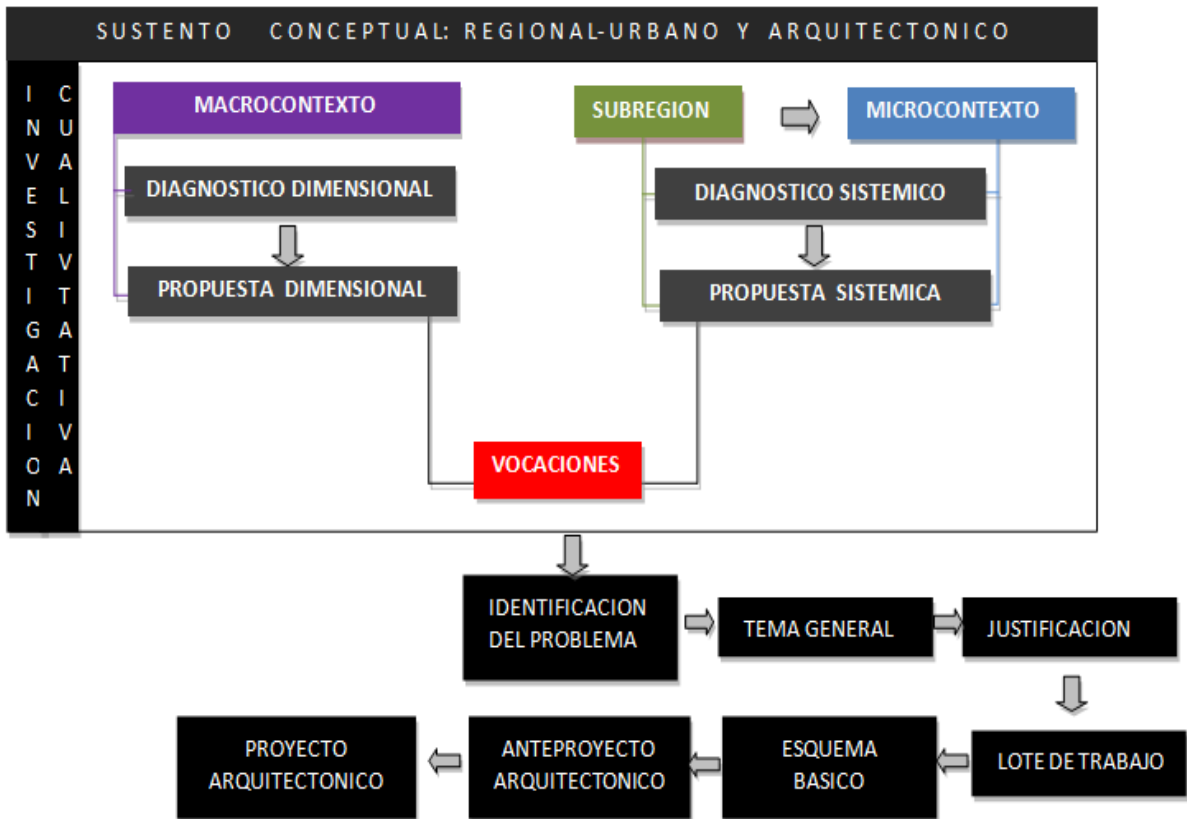 SUSTENTO CONCEPTUAL: REGIONAL-URBANO Y ARQUITECTONICO
INVESTIGACION
CUALIVTATIVA
MACROCONTEXTO
DIAGNOSTICO DIMENSIONAL
PROPUESTA DIMENSIONAL
SUBREGION
MICROCONTEXTO
DIAGNOSTICO SISTEMICO
PROPUESTA SISTEMICA
VOCACIONES
IDENTIFICACION
DEL PROBLEMA
TEMA GENERAL
JUSTIFICACION
LOTE DE TRABAJO
ESQUEMA
BASICO
ANTEPROYECTO
ARQUITECTONICO
PROYECTO
ARQUITECTONICO